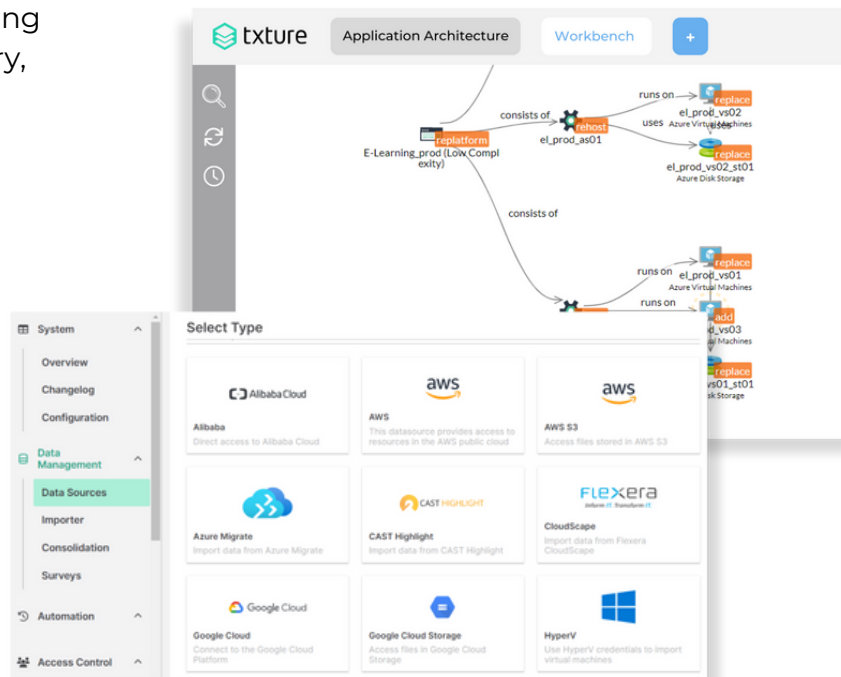 ing
ry,
txture
Application Architecture
Workbench
+
runs on
replace
el_prod_vs02
Azure Virtual Machines
consists of
rehost
uses
uses
el_prod_as01
replatform
E-Learning_prod (Low Compl
exity)
replace
el_prod_vs02_st01
Azure Disk Storage
consists of
replace
runs on
el_prod_vs01
Azure Virtual Machines
runs on
add
d_vs03
Machines
replace
vs01_st01
sk Storage
System
Overview
Changelog
Configuration
Data
Management
Data Sources
Importer
Consolidation
Surveys
Automation
Access Control
Select Type
Alibaba Cloud
Alibaba
Direct access to Alibaba Cloud
aws
AWS
This datasource provides access to
resources in the AWS public cloud
aws
AWS S3
Access files stored in AWS S3
Azure Migrate
Import data from Azure Migrate
CAST HIGHLIGHT
CAST Highlight
Import data from CAST Highlight
FLEXera
Inform IT. Transform IT.
CloudScape
Import data from Flexera
CloudScape
Google Cloud
Google Cloud
Connect to the Google Cloud
Platform
Google Cloud Storage
Access files in Google Cloud
Storage
HyperV
Use HyperV credentials to import
virtual machines